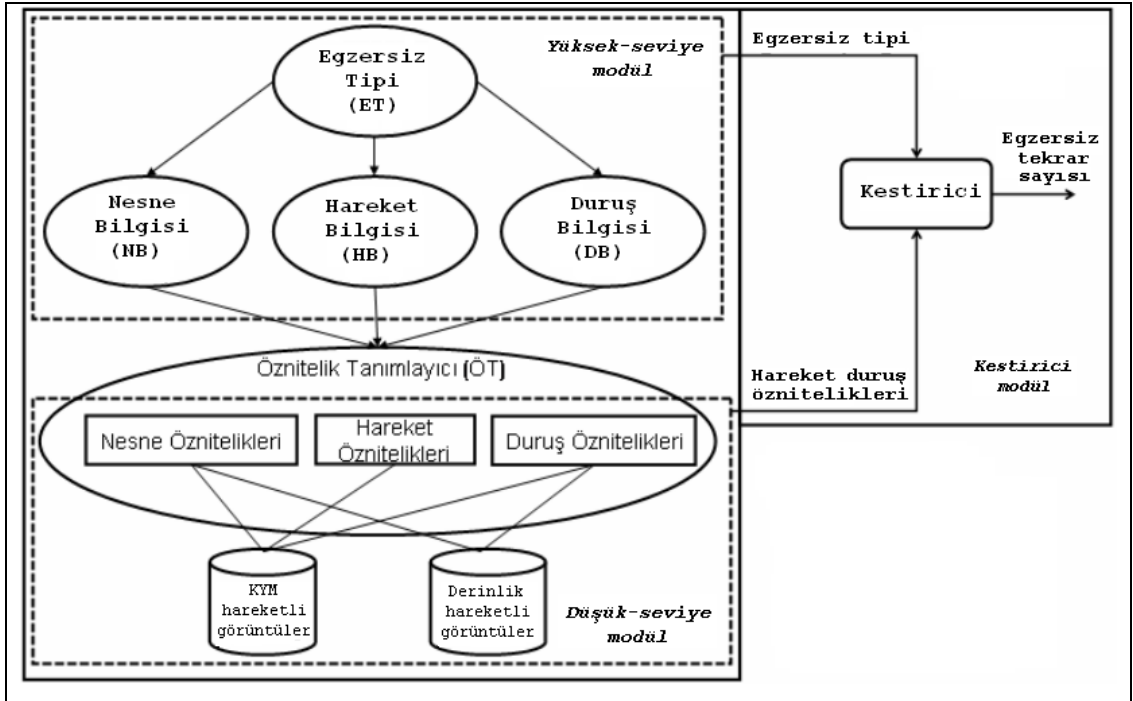 Yüksek-seviye
modül
Egzersiz
Tipi
(ET)
Nesne
Bilgisi
(NB)
Hareket
Bilgisi
(HB)
Duruş
Bilgisi
(DB)
Öznitelik Tanımlayıcı (ÖT)
Nesne Öznitelikleri
Hareket
Öznitelikleri
Duruş Öznitelikleri
KYM
hareketli
görüntüler
Derinlik
hareketli
görüntüler
Düşük-seviye
modül
Egzersiz tipi
Kestirici
Egzersiz
tekrar
sayısı
Hareket duruş
öznitelikleri
Kestirici
modül